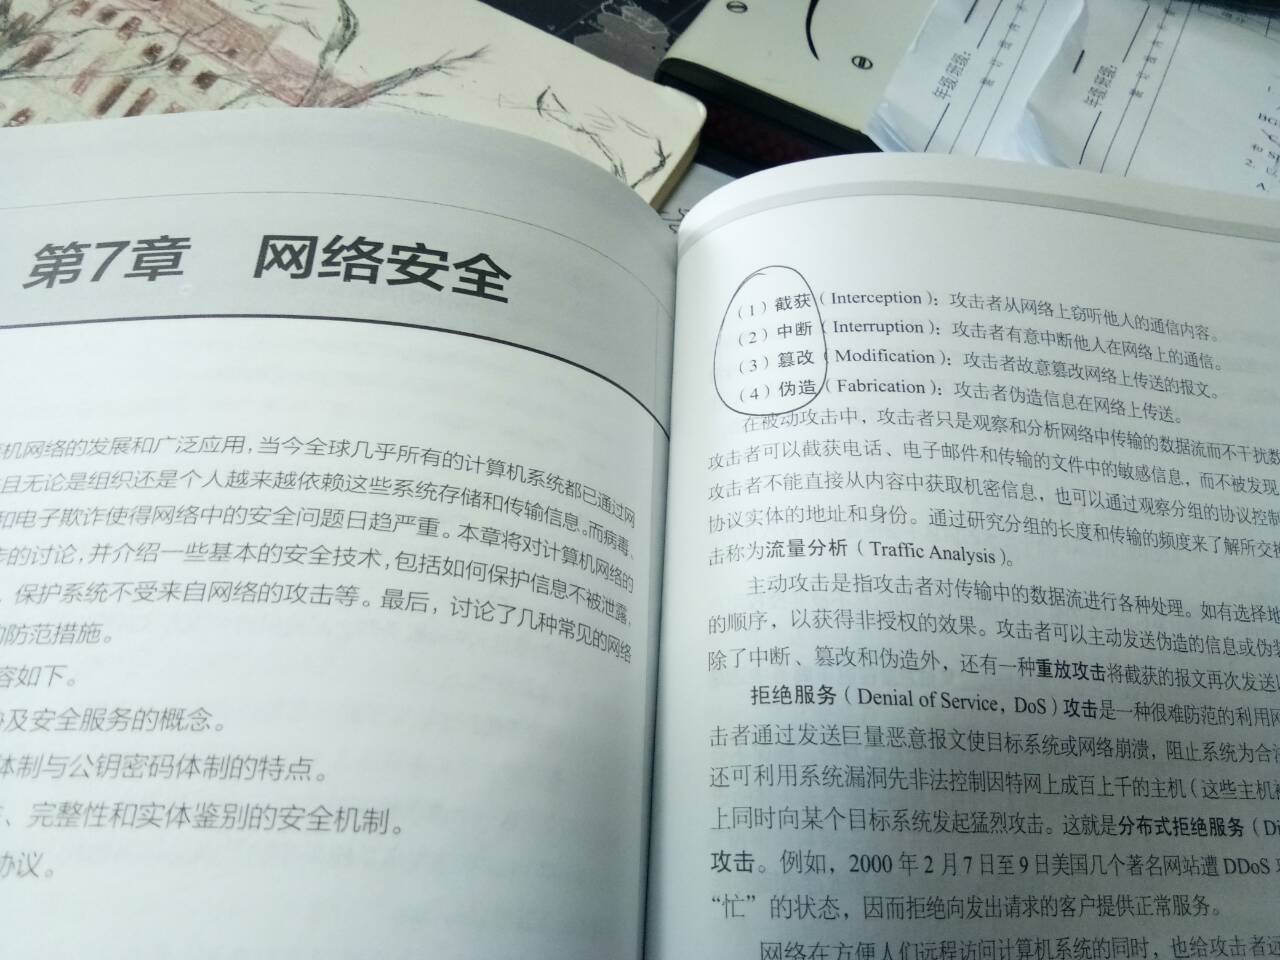 第7章 网络安全
机网络的发展和广泛应用，当今全球几乎所有的计算机系统都已通过网
且无论是组织还是个人越来越依赖这些系统存储和传输信息。而病毒、
和电子欺诈使得网络中的安全问题日趋严重。本章将对计算机网络的
的讨论，并介绍一些基本的安全技术，包括如何保护信息不被泄露、
保护系统不受来自网络的攻击等。最后，讨论了几种常见的网络
防范措施。
容如下。
及安全服务的概念。
体制与公钥密码体制的特点。
、完整性和实体鉴别的安全机制。
协议。
（1）截获（Interception）：攻击者从网络上窃听他人的通信内容。
（2）中断（Interruption）：攻击者有意中断他人在网络上的通信。
（3）篡改（Modification）：攻击者故意篡改网络上传送的报文。
（4）伪造（Fabrication）：攻击者伪造信息在网络上传送。
在被动攻击中，攻击者只是观察和分析网络中传输的数据流而不干扰数
攻击者可以截获电话、电子邮件和传输的文件中的敏感信息，而不被发现
攻击者不能直接从内容中获取机密信息，也可以通过观察分组的协议控制
协议实体的地址和身份。通过研究分组的长度和传输的频度来了解所交
击称为流量分析（Traffic Analysis）。
主动攻击是指攻击者对传输中的数据流进行各种处理。如有选择地
的顺序，以获得非授权的效果。攻击者可以主动发送伪造的信息或伪
除了中断、篡改和伪造外，还有一种重放攻击将截获的报文再次发送
拒绝服务（Denial of Service，DoS）攻击是一种很难防范的利用网
击者通过发送巨量恶意报文使目标系统或网络崩溃，阻止系统为合
还可利用系统漏洞先非法控制因特网上成百上千的主机（这些主机
上同时向某个目标系统发起猛烈攻击。这就是分布式拒绝服务（Di
攻击。例如，2000年2月7日至9日美国几个著名网站遭DDoS
“忙”的状态，因而拒绝向发出请求的客户提供正常服务。
网络在方便人们远程访问计算机系统的同时，也给攻击者
年级班级：
年级班级：